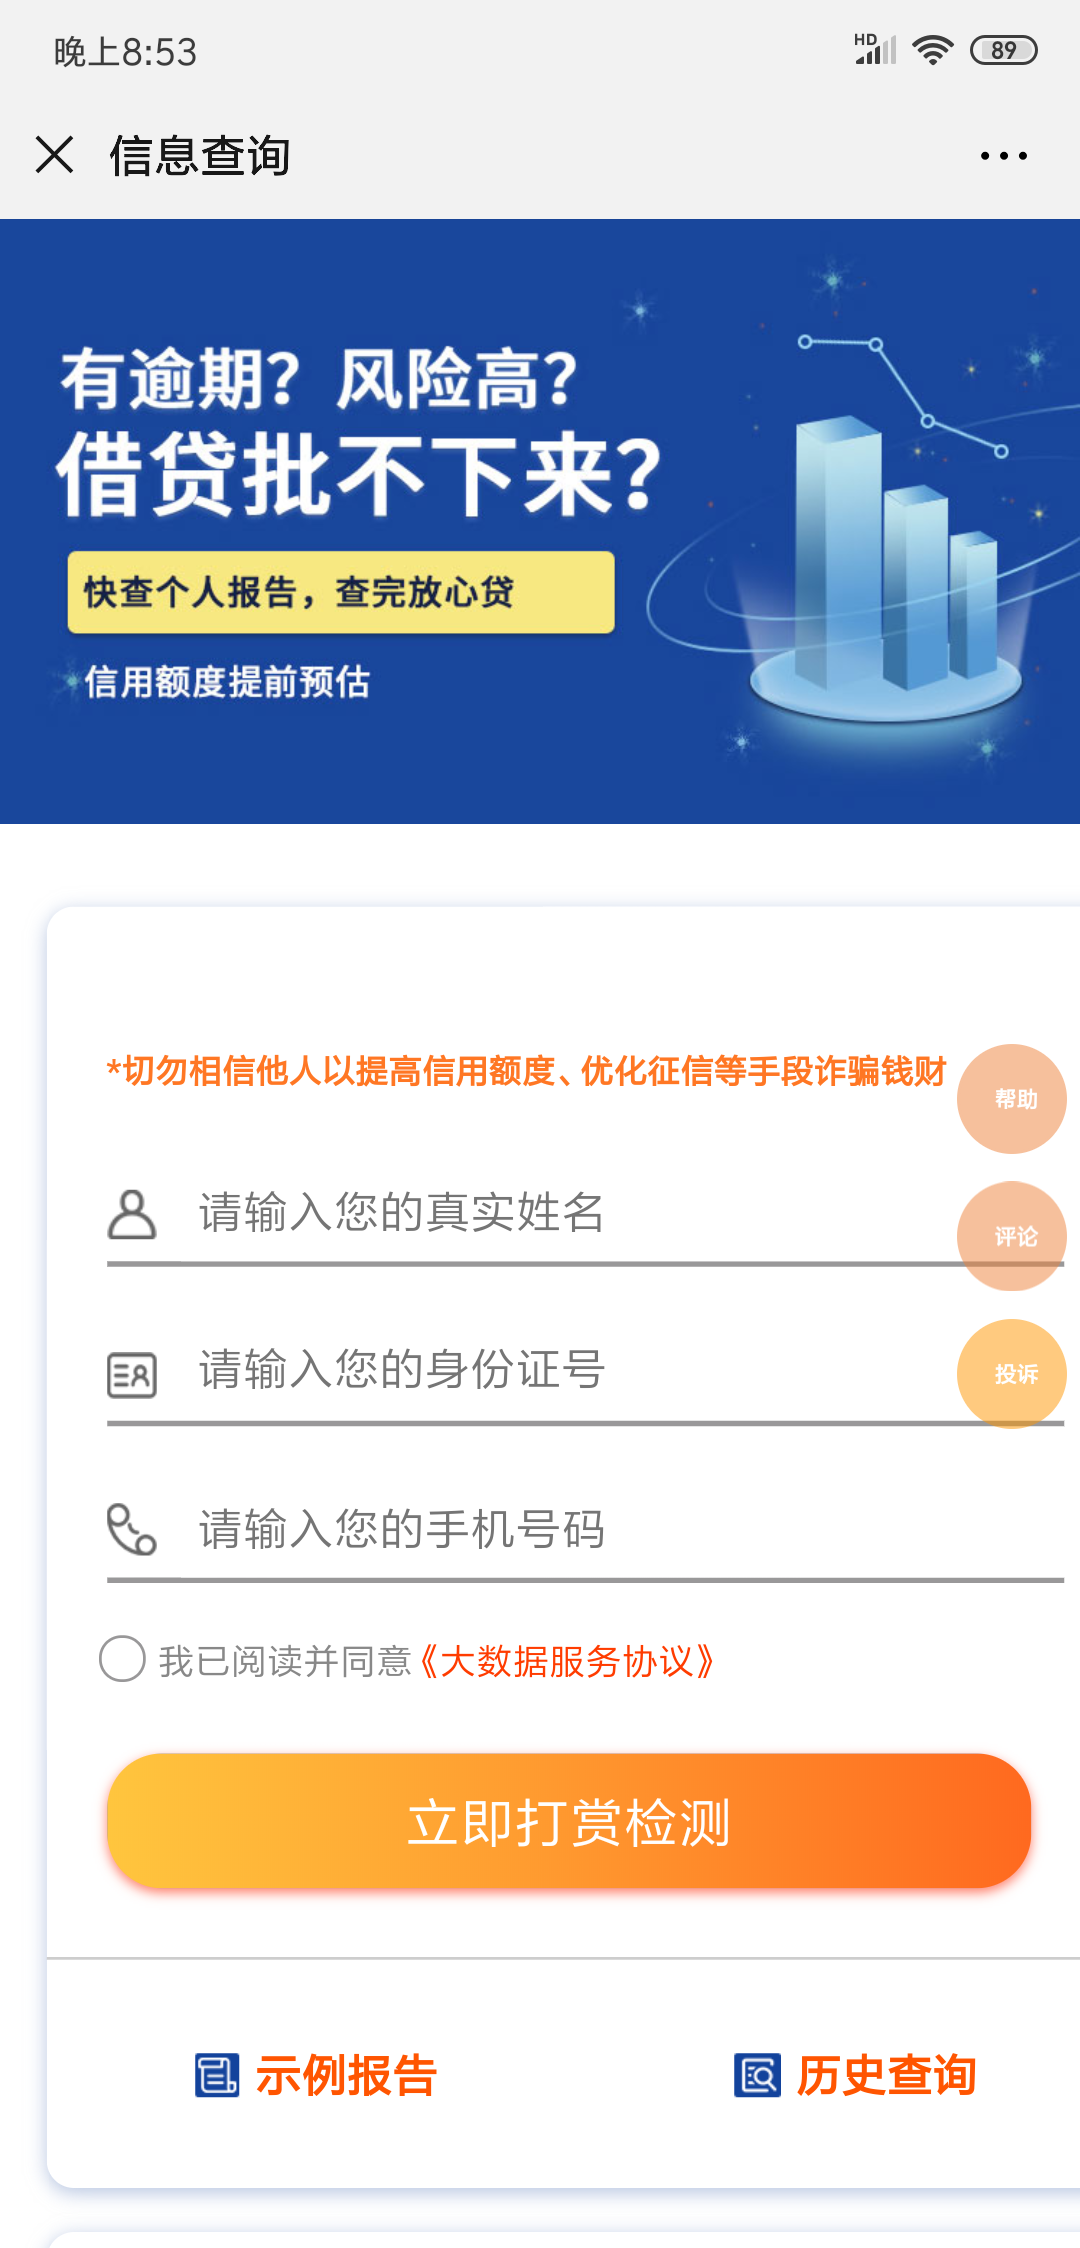 晚上8:53
HD
89
信息查询
有逾期？风险高？
借贷批不下来？
快查个人报告，查完放心贷
信用额度提前预估
*切勿相信他人以提高信用额度、优化征信等手段诈骗钱财
帮助
请输入您的真实姓名
评论
请输入您的身份证号
投诉
请输入您的手机号码
我已阅读并同意《大数据服务协议》
立即打赏检测
示例报告
历史查询